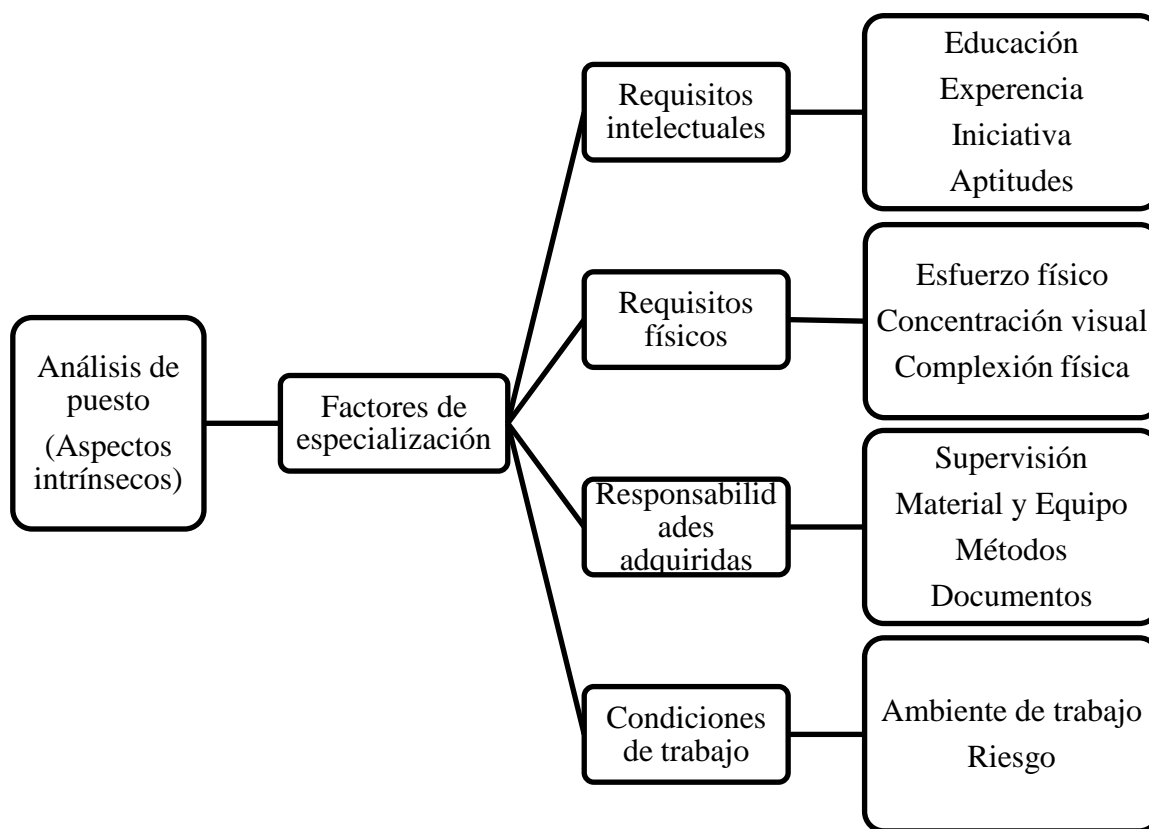 Análisis de
puesto
(Aspectos
intrínsecos)
Factores de
especialización
Requisitos
intelectuales
Educación
Experencia
Iniciativa
Aptitudes
Requisitos
físicos
Esfuerzo físico
Concentración visual
Complexión física
Responsabilid
ades
adquiridas
Supervisión
Material y Equipo
Métodos
Documentos
Condiciones
de trabajo
Ambiente de trabajo
Riesgo